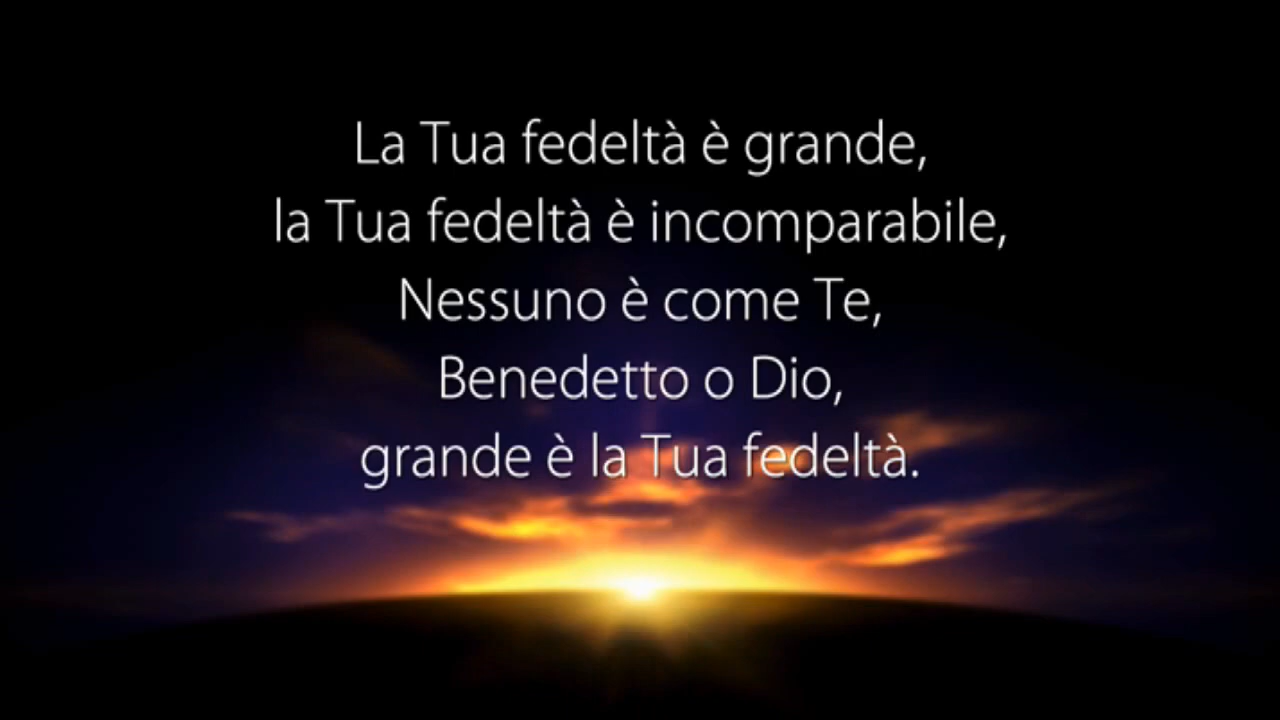 La Tua fedeltà è grande,
la Tua fedeltà è incomparabile,
Nessuno è come Te,
Benedetto o Dio,
grande è la Tua fedeltà.